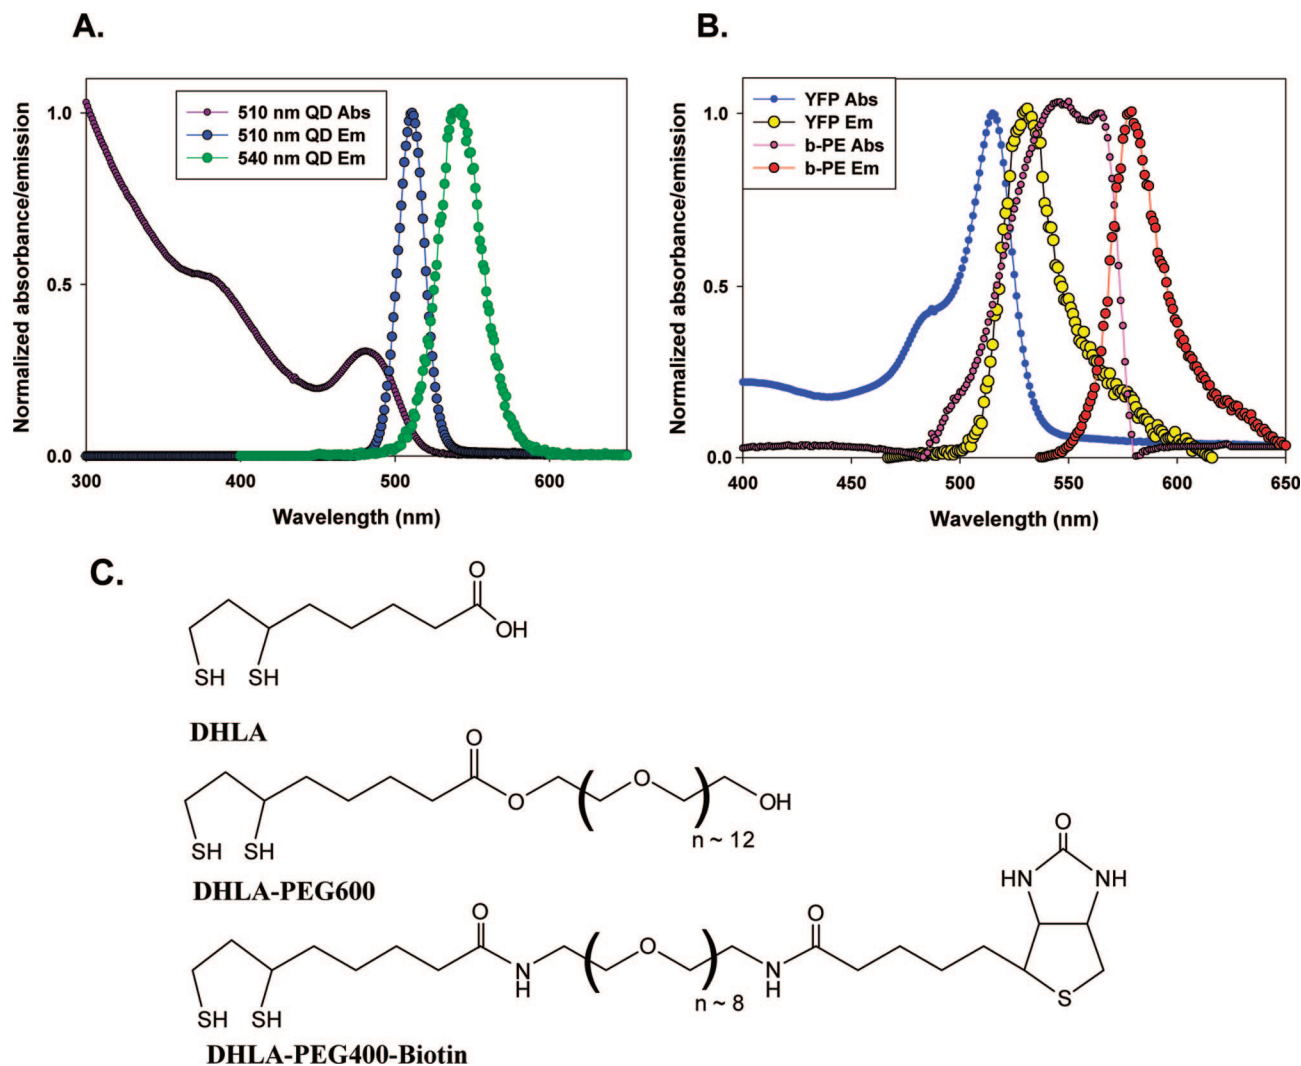 A.
Normalized absorbance/emission
1.0
0.5
0.0
510 nm QD Abs
510 nm QD Em
540 nm QD Em
300
400
500
600
Wavelength (nm)
B.
Normalized absorbance/emission
1.0
0.5
0.0
YFP Abs
YFP Em
b-PE Abs
b-PE Em
400
450
500
550
600
650
Wavelength (nm)
C.
O
OH
SH
SH
DHLA
O
O
O
OH
SH
SH
n ~ 12
DHLA-PEG600
O
HN
NH
O
O
O
N
H
N
H
S
SH
SH
n ~ 8
DHLA-PEG400-Biotin